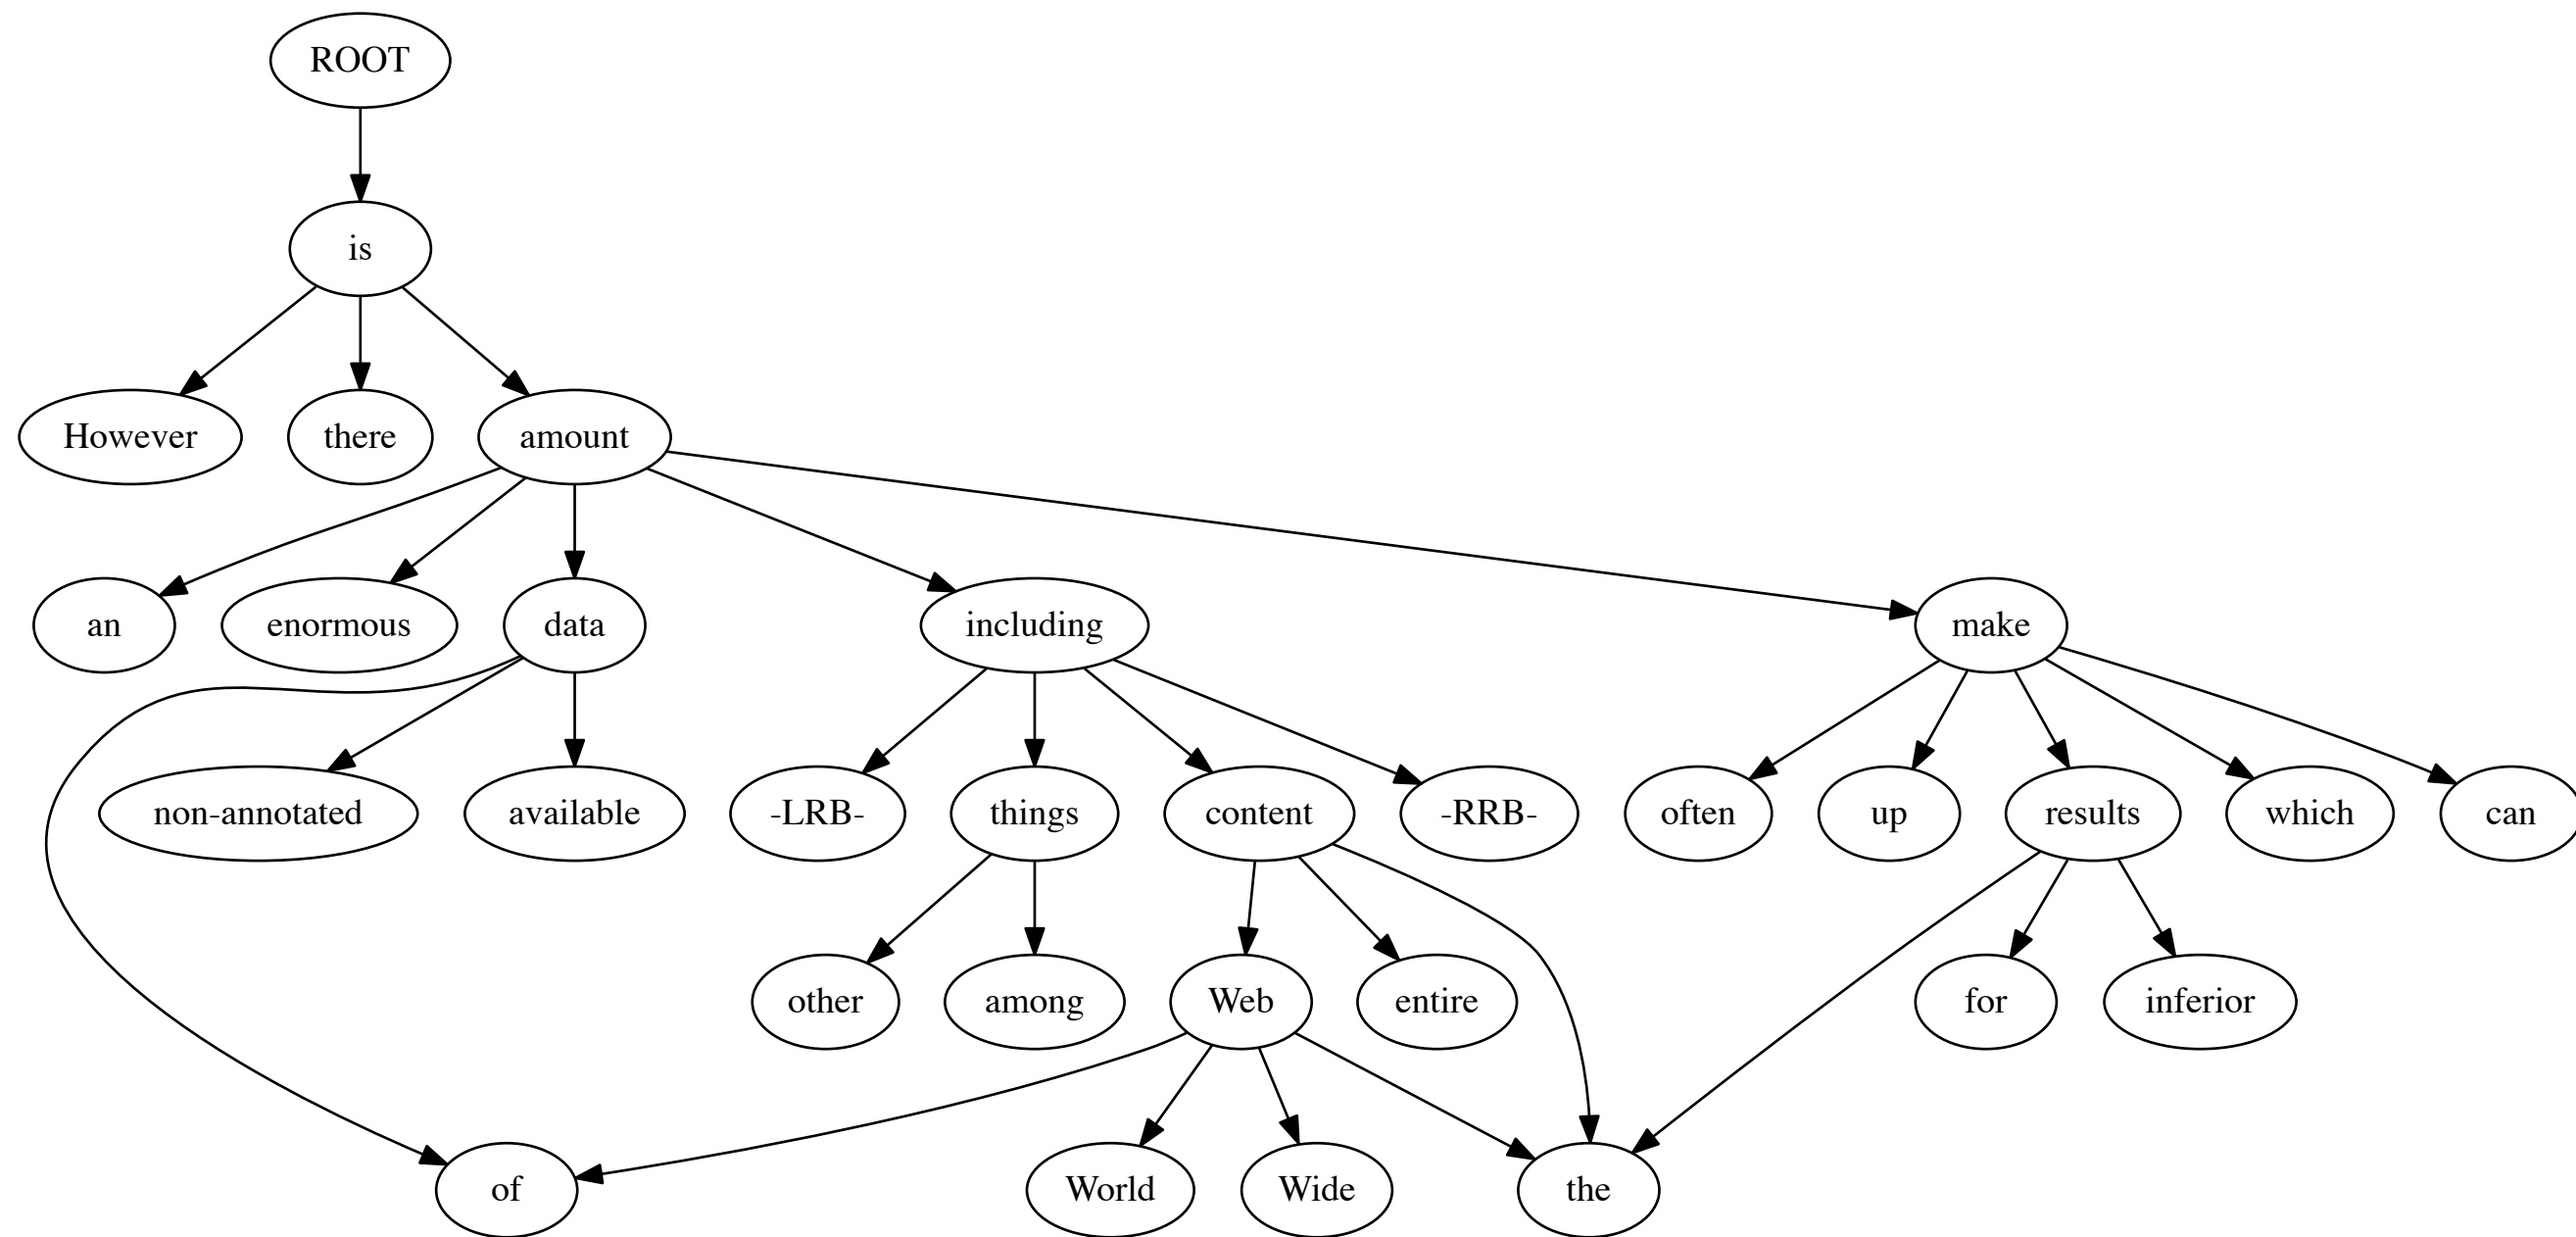 ROOT
is
However there amount
an enormous data including make
non-annotated available -LRB- things content -RRB- often up results which can
other among Web entire for inferior
of World Wide the